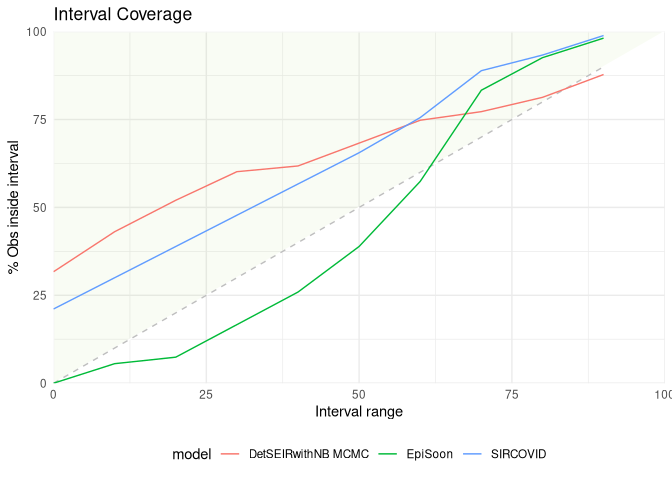 Interval Coverage
% Obs inside interval
100
75
50
25
0
0 25 50 75 100
Interval range
model DetSEIRwithNB MCMC EpiSoon SIRCOVID